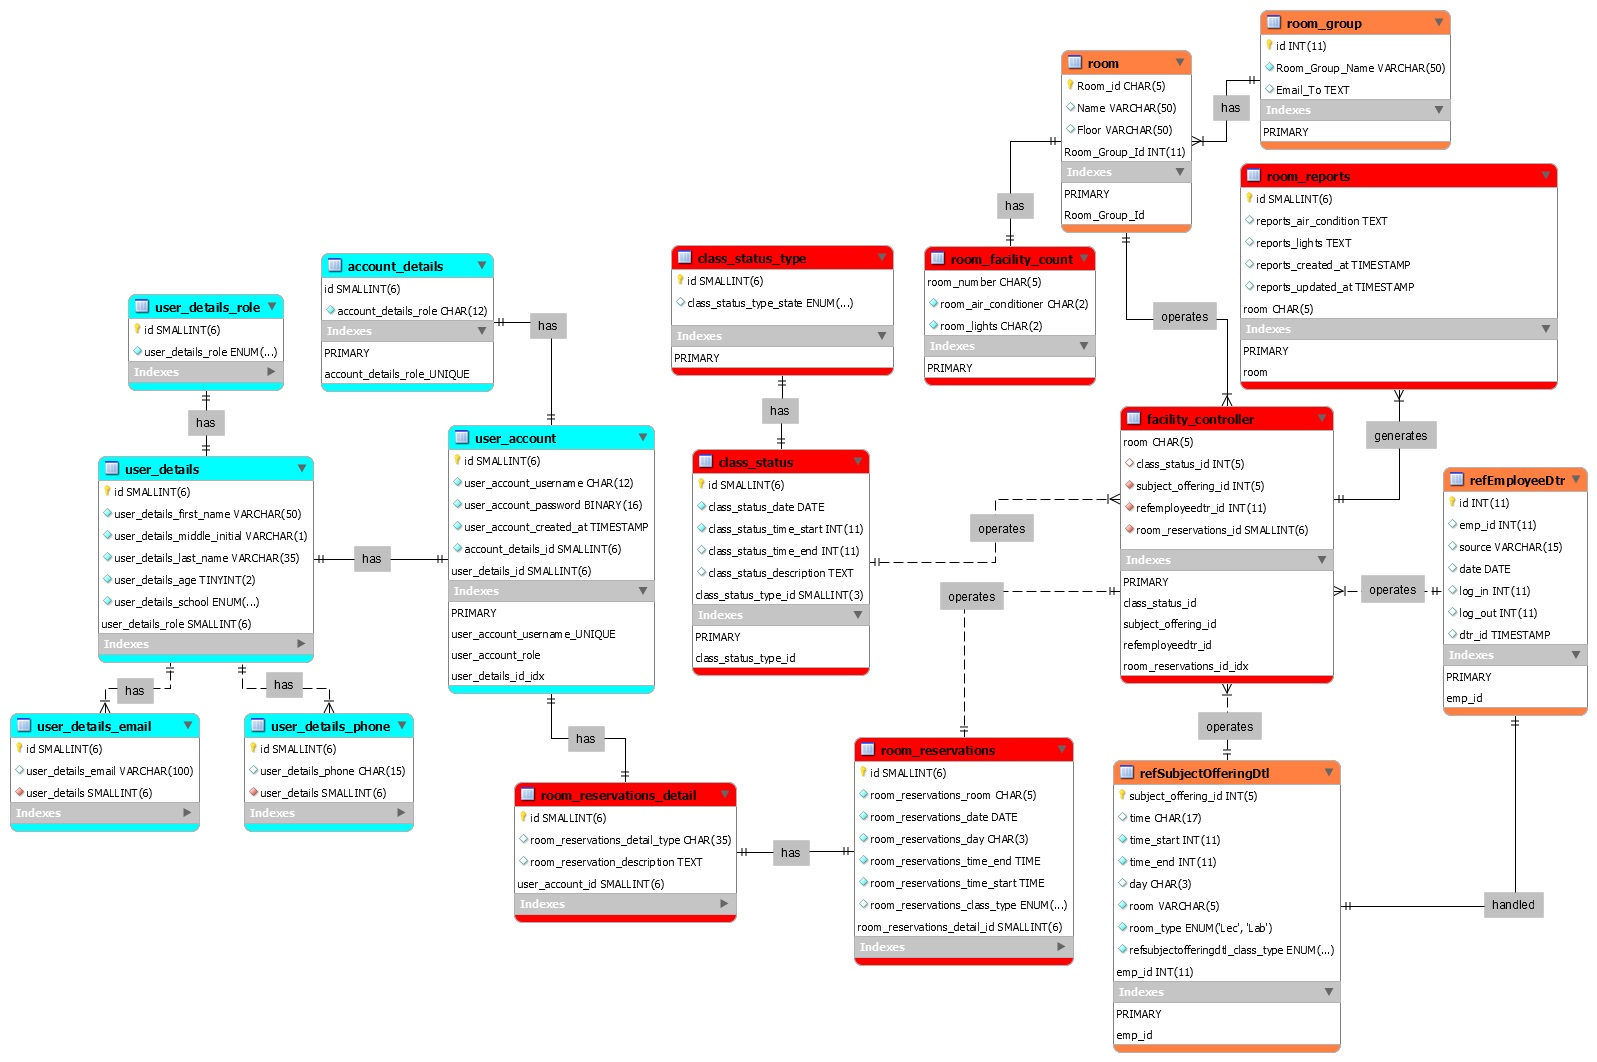 room_group
id INT(11)
Room_Group_Name VARCHAR(50)
Email_To TEXT
Indexes
PRIMARY
has
room
Room_id CHAR(5)
Name VARCHAR(50)
Floor VARCHAR(50)
Room_Group_Id INT(11)
Indexes
PRIMARY
Room_Group_Id
has
operates
room_reports
id SMALLINT(6)
reports_air_condition TEXT
reports_lights TEXT
reports_created_at TIMESTAMP
reports_updated_at TIMESTAMP
room CHAR(5)
Indexes
PRIMARY
room
generates
room_facility_count
room_number CHAR(5)
room_air_conditioner CHAR(2)
room_lights CHAR(2)
Indexes
PRIMARY
class_status_type
id SMALLINT(6)
class_status_type_state ENUM(...)
Indexes
PRIMARY
has
account_details
id SMALLINT(6)
account_details_role CHAR(12)
Indexes
PRIMARY
account_details_role_UNIQUE
has
user_details_role
id SMALLINT(6)
user_details_role ENUM(...)
Indexes
has
user_details
id SMALLINT(6)
user_details_first_name VARCHAR(50)
user_details_middle_initial VARCHAR(1)
user_details_last_name VARCHAR(35)
user_details_age TINYINT(2)
user_details_school ENUM(...)
user_details_role SMALLINT(6)
Indexes
has
user_account
id SMALLINT(6)
user_account_username CHAR(12)
user_account_password BINARY(16)
user_account_created_at TIMESTAMP
account_details_id SMALLINT(6)
user_details_id SMALLINT(6)
Indexes
PRIMARY
user_account_username_UNIQUE
user_account_role
user_details_id_idx
class_status
id SMALLINT(6)
class_status_date DATE
class_status_time_start INT(11)
class_status_time_end INT(11)
class_status_description TEXT
class_status_type_id SMALLINT(3)
Indexes
PRIMARY
class_status_type_id
operates
operates
facility_controller
room CHAR(5)
class_status_id INT(5)
subject_offering_id INT(5)
refemployeedtr_id INT(11)
room_reservations_id SMALLINT(6)
Indexes
PRIMARY
class_status_id
subject_offering_id
refemployeedtr_id
room_reservations_id_idx
operates
refEmployeeDtr
id INT(11)
emp_id INT(11)
source VARCHAR(15)
date DATE
log_in INT(11)
log_out INT(11)
dtr_id TIMESTAMP
Indexes
PRIMARY
emp_id
has
has
user_details_email
id SMALLINT(6)
user_details_email VARCHAR(100)
user_details SMALLINT(6)
Indexes
user_details_phone
id SMALLINT(6)
user_details_phone CHAR(15)
user_details SMALLINT(6)
Indexes
has
room_reservations_detail
id SMALLINT(6)
room_reservations_detail_type CHAR(35)
room_reservation_description TEXT
user_account_id SMALLINT(6)
Indexes
has
room_reservations
id SMALLINT(6)
room_reservations_room CHAR(5)
room_reservations_date DATE
room_reservations_day CHAR(3)
room_reservations_time_end TIME
room_reservations_time_start TIME
room_reservations_class_type ENUM(...)
room_reservations_detail_id SMALLINT(6)
Indexes
operates
refSubjectOfferingDtl
subject_offering_id INT(5)
time CHAR(17)
time_start INT(11)
time_end INT(11)
day CHAR(3)
room VARCHAR(5)
room_type ENUM('Lec', 'Lab')
refsubjectofferingdtl_class_type ENUM(...)
emp_id INT(11)
Indexes
PRIMARY
emp_id
handled